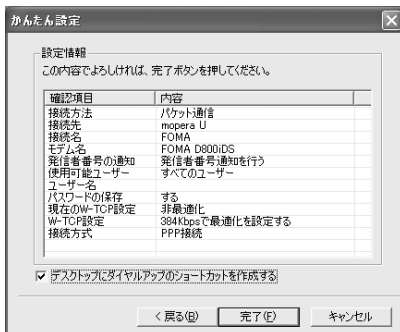 かんたん設定
設定情報
この内容でよろしければ、完了ボタンを押してください。
確認項目 内容
接続方法 パケット通信
接続先 mopera U
接続名 FOMA
モデム名 FOMA D800iDS
発信者番号の通知 発信者番号通知を行う
使用可能ユーザー すべてのユーザー
ユーザー名
パスワードの保存 する
現在のW-TCP設定 非最適化
W-TCP設定 384Kbpsで最適化を設定する
接続方式 PPP接続
デスクトップにダイヤルアップのショートカットを作成する
< 戻る(B) 完了(F) キャンセル